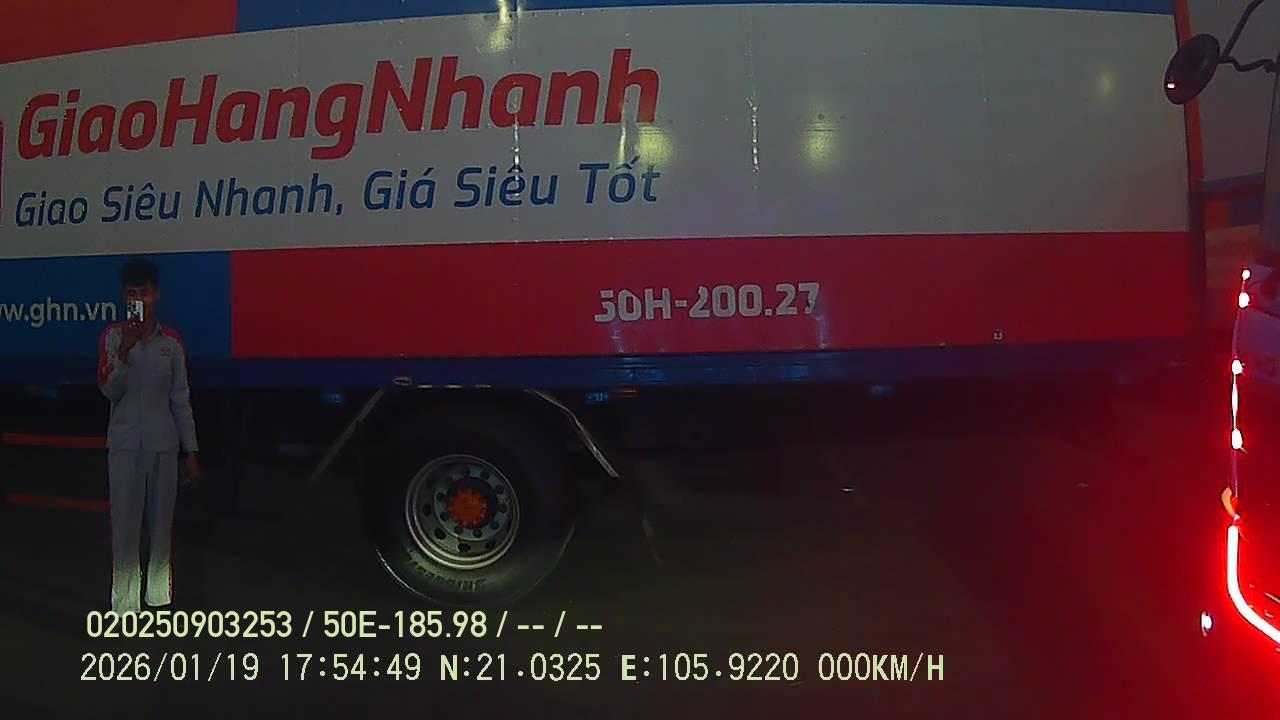 GiaoHangNhanh
Giao Siêu Nhanh, Giá Siêu Tốt
ww.ghn.vn
50H-200.27
020250903253 / 50E-185.98 / -- / --
2026/01/19 17:54:49 N:21.0325 E:105.9220 000KM/H